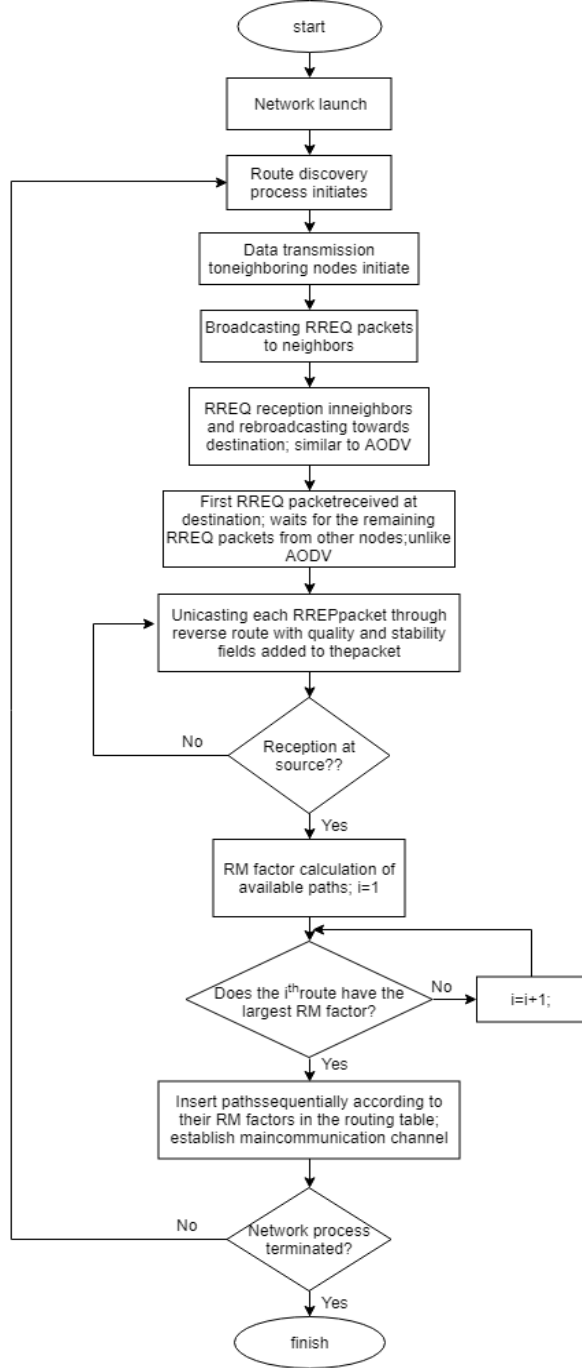 start
Network launch
Route discovery
process initiates
Data transmission
toneighboring nodes initiate
Broadcasting RREQ packets
to neighbors
RREQ reception inneighbors
and rebroadcasting towards
destination; similar to AODV
First RREQ packetreceived at
destination; waits for the remaining
RREQ packets from other nodes;unlike
AODV
Unicasting each RREPpacket through
reverse route with quality and stability
fields added to thepacket
No
Reception at
source??
Yes
RM factor calculation of
available paths; i=1
Does the i^th route have the
largest RM factor?
No
i=i+1;
Yes
Insert pathssequentially according to
their RM factors in the routing table;
establish maincommunication channel
No
Network process
terminated?
Yes
finish